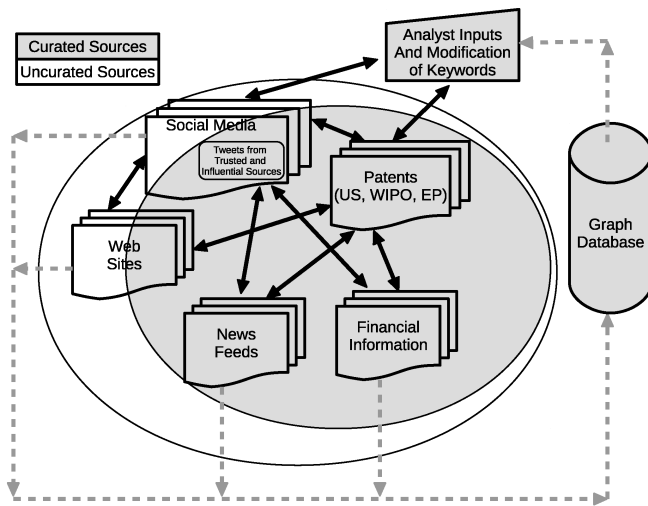 Curated Sources
Uncurated Sources
Analyst Inputs
And Modification
of Keywords
Social Media
Tweets from
Trusted and
Influential Sources
Patents
(US, WIPO, EP)
Graph
Database
Web
Sites
News
Feeds
Financial
Information